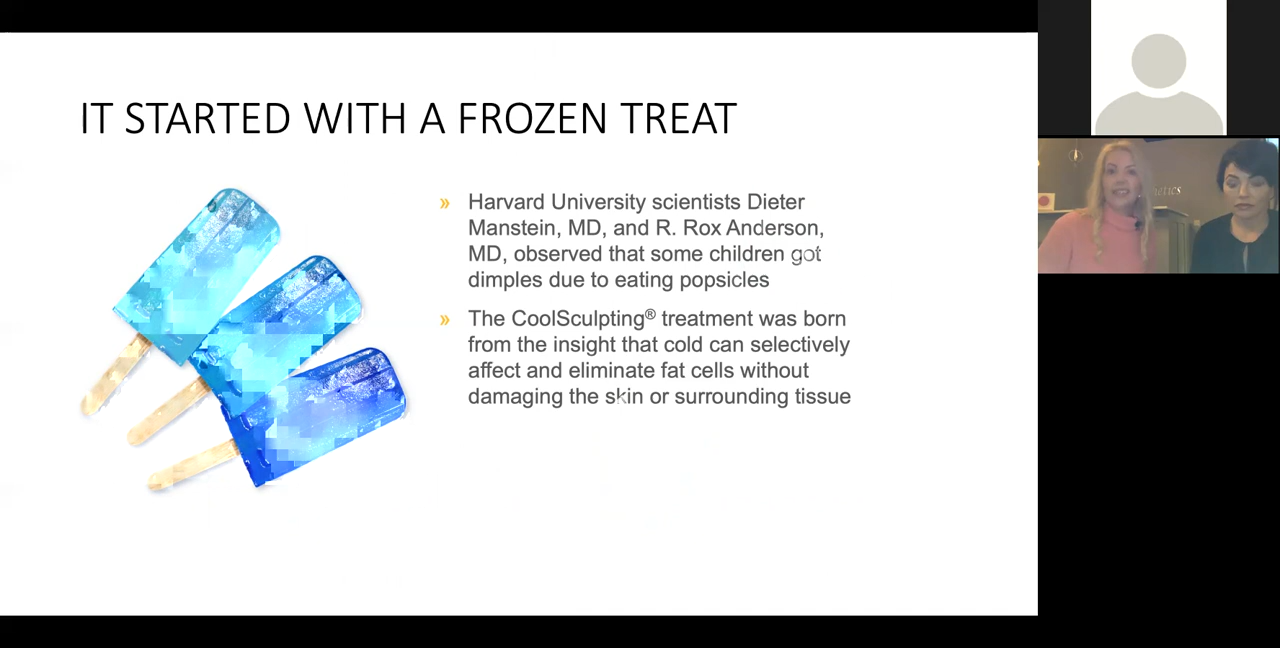 IT STARTED WITH A FROZEN TREAT
» Harvard University scientists Dieter
Manstein, MD, and R. Rox Anderson,
MD, observed that some children got
dimples due to eating popsicles
» The CoolSculpting® treatment was born
from the insight that cold can selectively
affect and eliminate fat cells without
damaging the skin or surrounding tissue